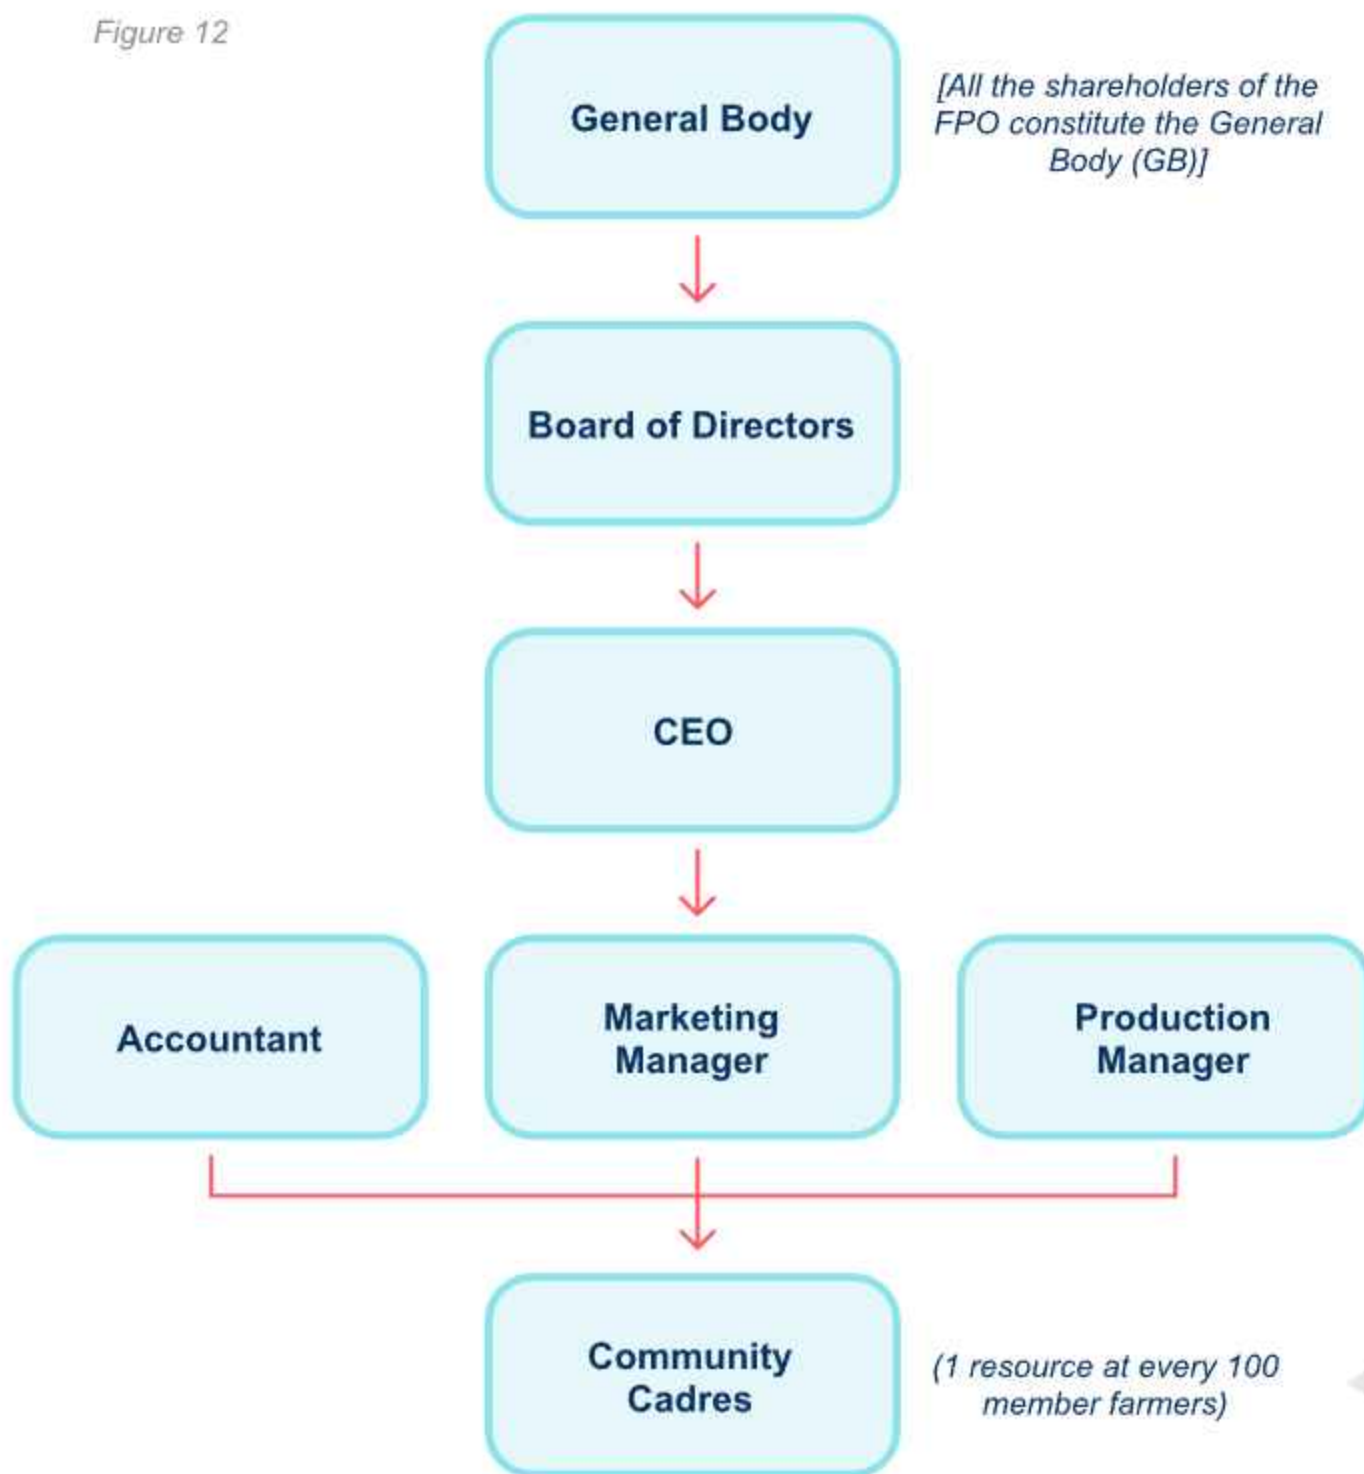 Figure 12
General Body
[All the shareholders of the
FPO constitute the General
Body (GB)]
Board of Directors
CEO
Accountant
Marketing
Manager
Production
Manager
Community
Cadres
(1 resource at every 100
member farmers)